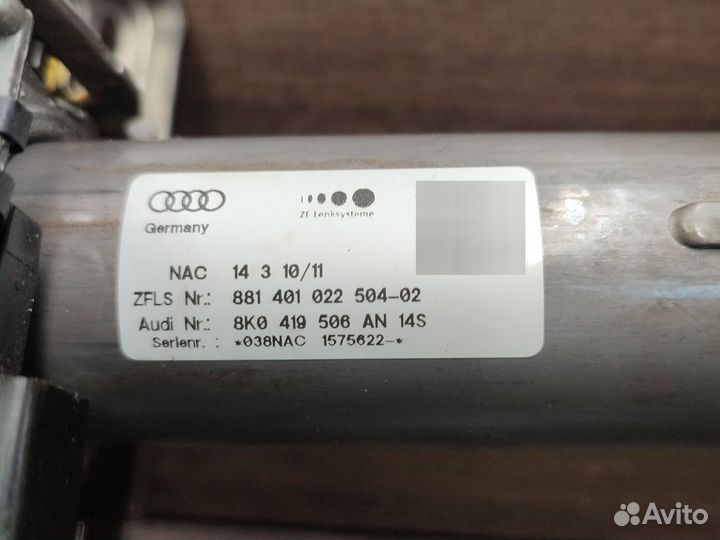 Germany
ZF Lenksysteme
NAC 14 3 10/11
ZFLS Nr.: 881 401 022 504-02
Audi Nr.: 8K0 419 506 AN 14S
Serienr. : *038NAC 1575622-*
Avito